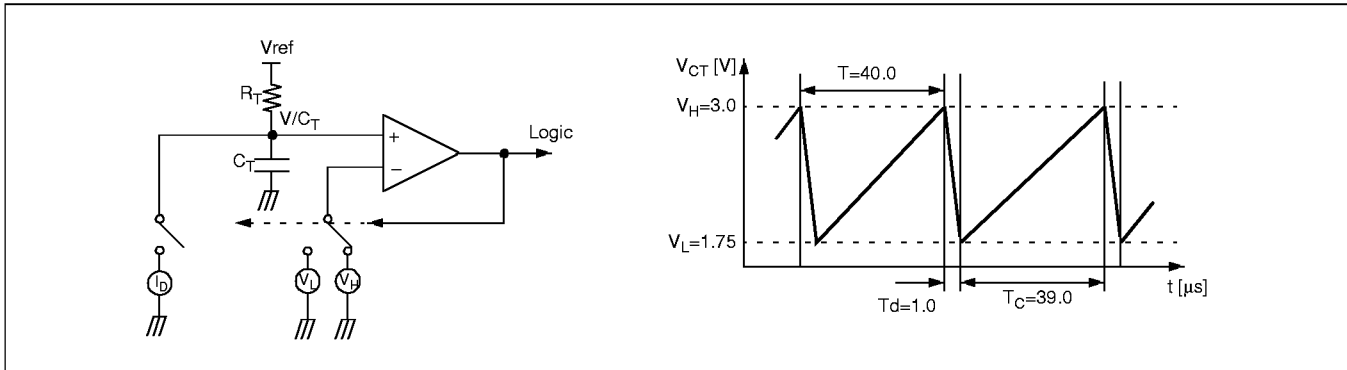 Vref
R_T
V/C_T
C_T
+
−
Logic
I_D
V_L
V_H
V_CT [V]
T=40.0
V_H=3.0
V_L=1.75
Td=1.0
T_C=39.0
t [μs]